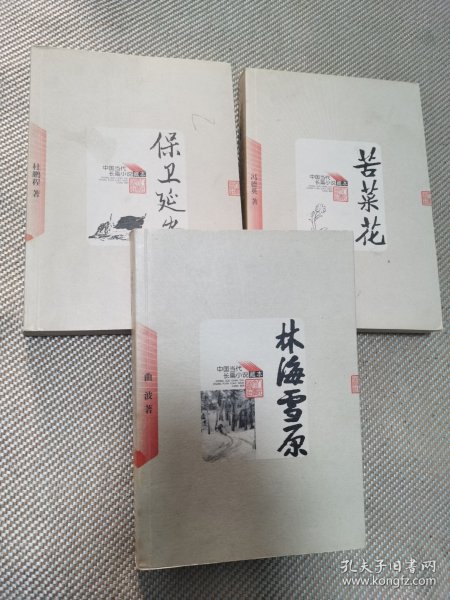 杜鹏程 著
中国当代
长篇小说藏本
保卫延安
冯德英 著
中国当代
长篇小说藏本
苦菜花
曲波 著
中国当代
长篇小说藏本
林海雪原
孔夫子旧书网
www.kongfz.com